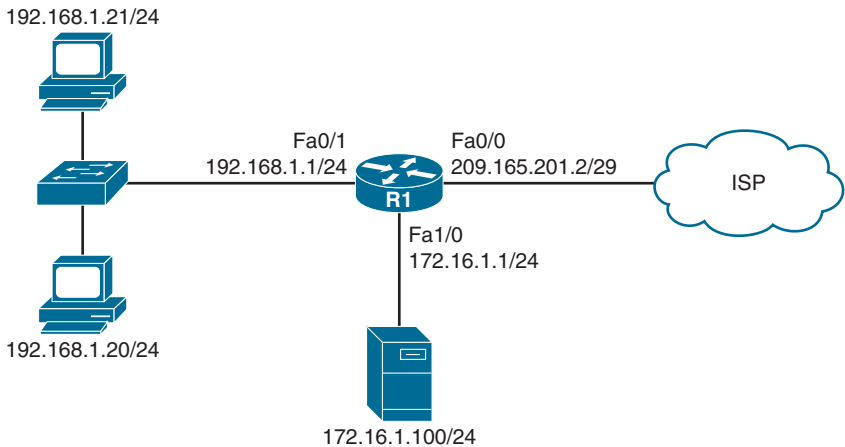 192.168.1.21/24
Fa0/1
192.168.1.1/24
Fa0/0
209.165.201.2/29
R1
ISP
Fa1/0
172.16.1.1/24
192.168.1.20/24
172.16.1.100/24